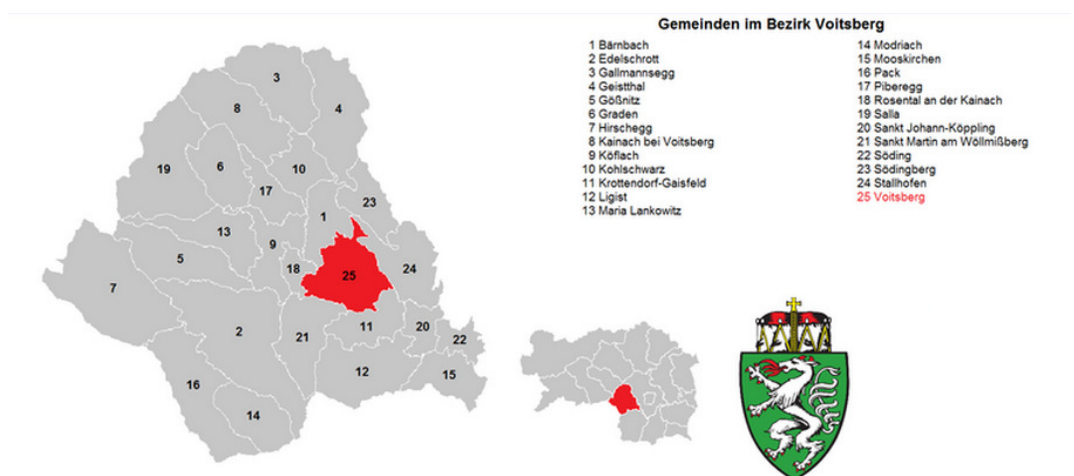 Gemeinden im Bezirk Voitsberg
1 Bärnbach
2 Edelschrott
3 Gallmannsegg
4 Geistthal
5 Gößnitz
6 Graden
7 Hirschegg
8 Kainach bei Voitsberg
9 Köflach
10 Kohlschwarz
11 Krottendorf-Gaisfeld
12 Ligist
13 Maria Lankowitz
14 Modriach
15 Mooskirchen
16 Pack
17 Piberegg
18 Rosental an der Kainach
19 Salla
20 Sankt Johann-Köppling
21 Sankt Martin am Wöllmißberg
22 Söding
23 Södingberg
24 Stallhofen
25 Voitsberg
3
8
4
19
6
10
17
23
1
13
9
5
18
25
24
7
2
21
11
20
22
12
15
16
14